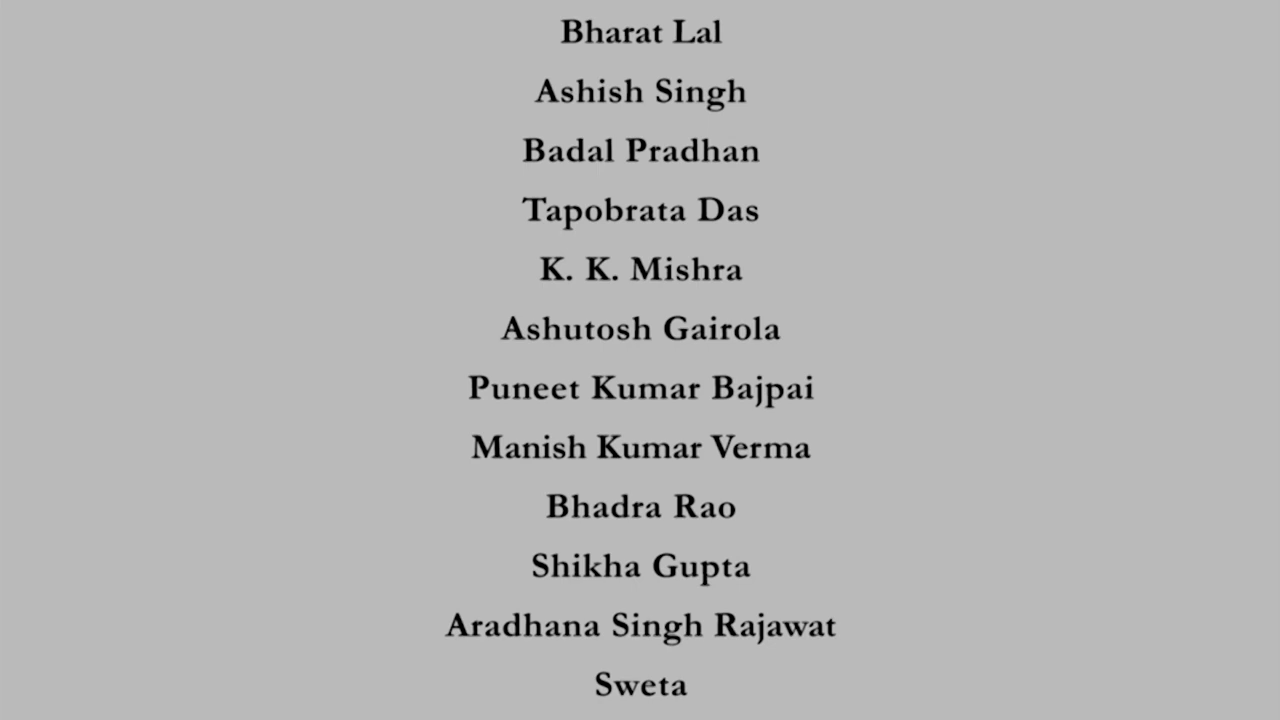 Bharat Lal
Ashish Singh
Badal Pradhan
Tapobrata Das
K. K. Mishra
Ashutosh Gairola
Puneet Kumar Bajpai
Manish Kumar Verma
Bhadra Rao
Shikha Gupta
Aradhana Singh Rajawat
Sweta